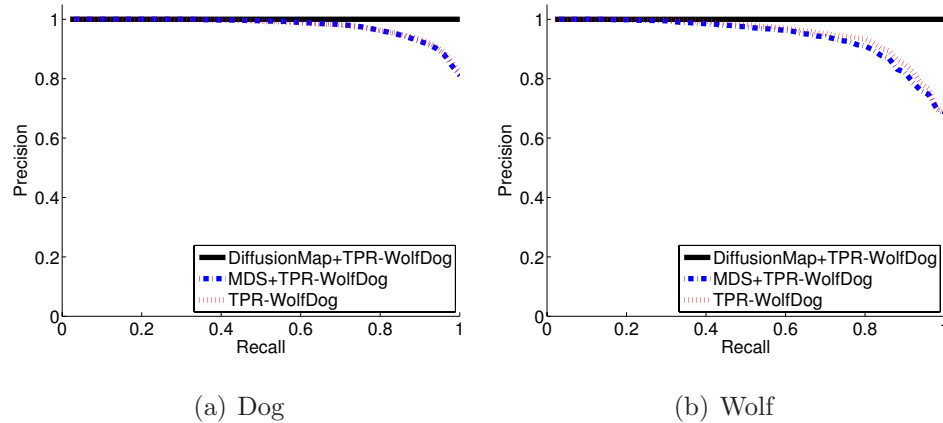 1
0.8
0.6
0.4
0.2
0
Precision
DiffusionMap+TPR-WolfDog
MDS+TPR-WolfDog
TPR-WolfDog
0 0.2 0.4 0.6 0.8 1
Recall
(a) Dog
1
0.8
0.6
0.4
0.2
0
Precision
DiffusionMap+TPR-WolfDog
MDS+TPR-WolfDog
TPR-WolfDog
0 0.2 0.4 0.6 0.8 1
Recall
(b) Wolf